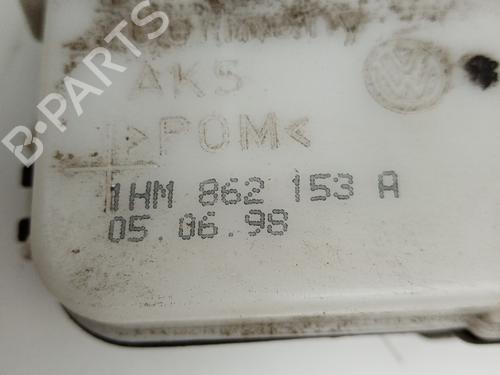 B-PARTS
AKS
>POM<
1HM 862 153 A
05.06.98